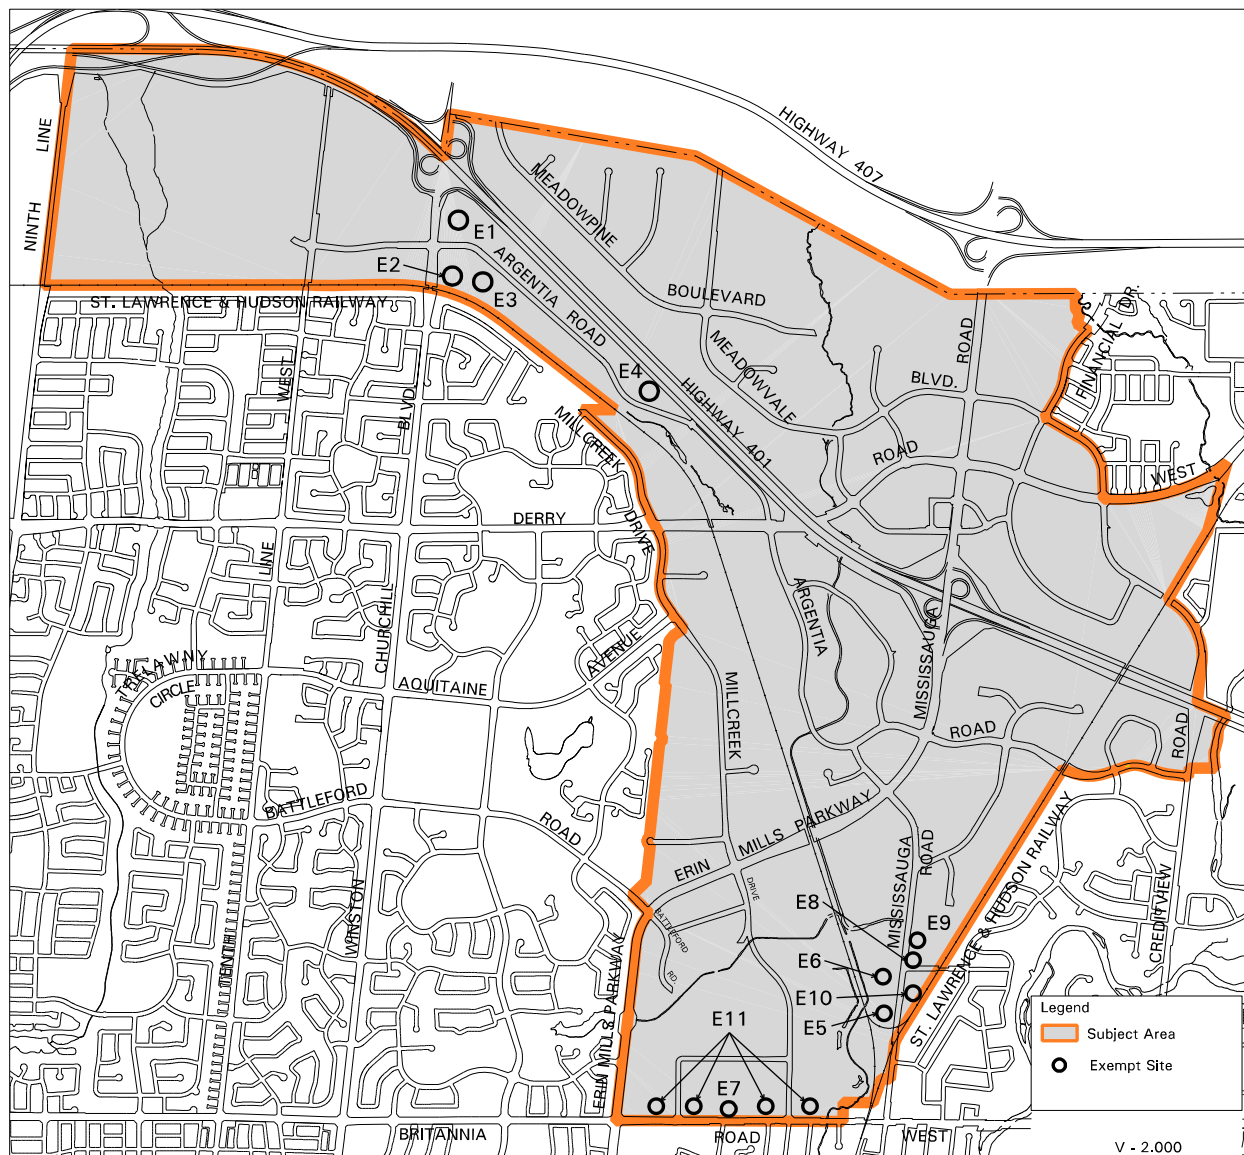 HIGHWAY 407
NINTH LINE
MEADOWPINE
BOULEVARD
E1
E2
E3
ARGENTIA ROAD
ST. LAWRENCE & HUDSON RAILWAY
FINANCIAL DR.
ROAD
MEADOWVALE
BLVD.
ROAD
E4
HIGHWAY 401
WEST
BLVD.
MILLCREEK
DRIVE
WEST
DERRY
LINE
CHURCHILL
ARGENTIA
MISSISSAUGA
AVENUE
TRELAWNY
CIRCLE
AQUITAINE
MILLCREEK
ROAD
ROAD
BATTLEFORD
ROAD
ERIN MILLS PARKWAY
DRIVE
MISSISSAUGA
ROAD
ST. LAWRENCE & HUDSON RAILWAY
CREDITVIEW
BATTLEFORD
RD.
E8
E9
E6
E10
E5
TENTH
WINSTON
ERIN MILLS PARKWAY
E11
E7
BRITANNIA
ROAD
WEST
Legend
Subject Area
Exempt Site
V - 2.000